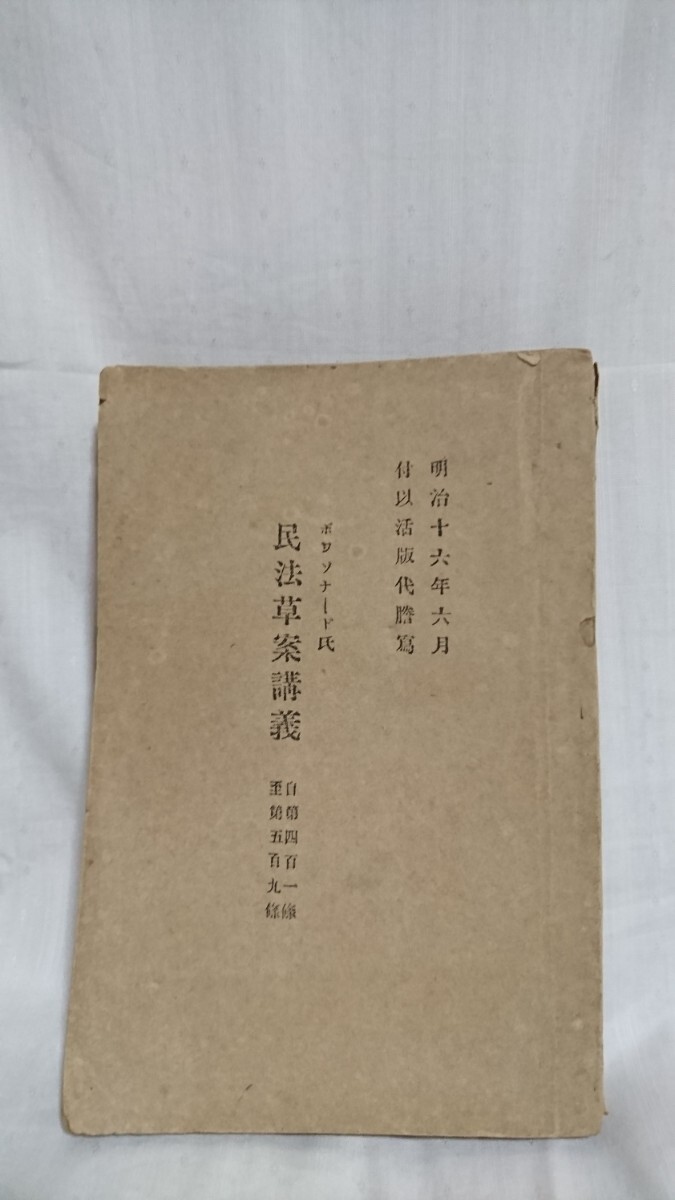 明治十六年六月
付以活版代謄寫
ボワソナード氏
民法草案講義
自第四百一條
至第五百九條